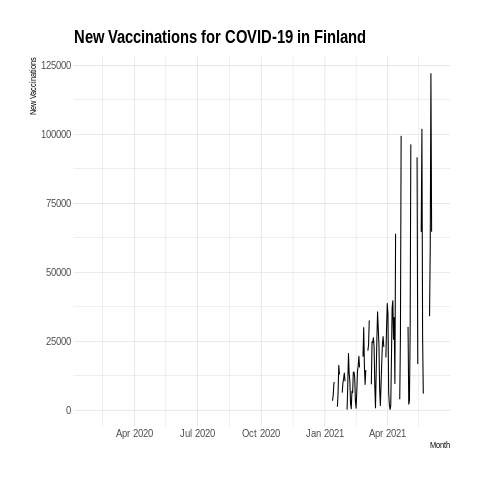 New Vaccinations for COVID-19 in Finland
New Vaccinations
125000
100000
75000
50000
25000
0
Apr 2020 Jul 2020 Oct 2020 Jan 2021 Apr 2021
Month